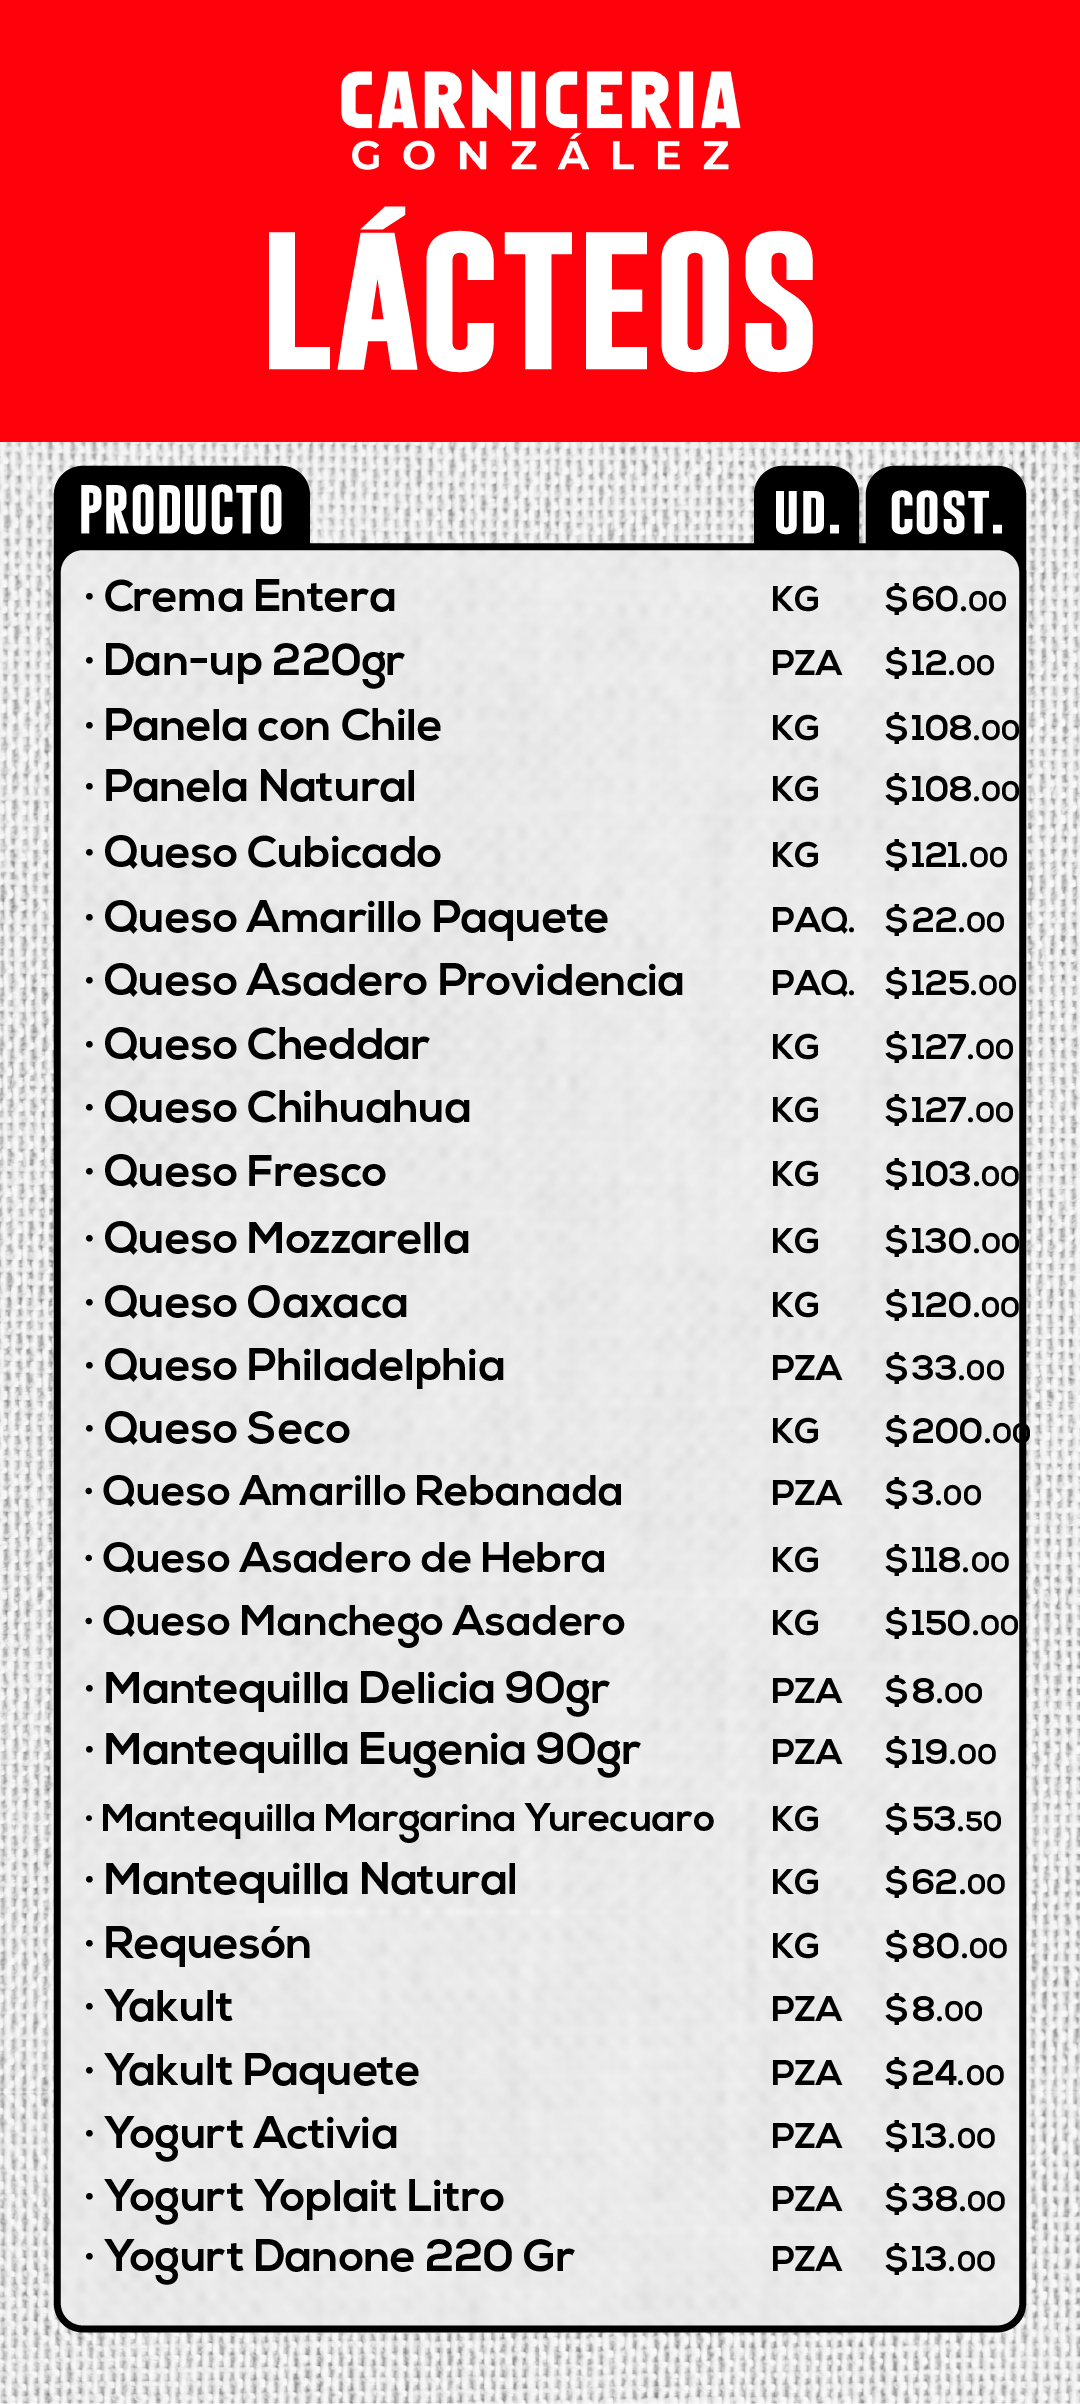 CARNICERIA
GONZÁLEZ
LÁCTEOS
PRODUCTO UD. COST.
· Crema Entera KG $60.00
· Dan-up 220gr PZA $12.00
· Panela con Chile KG $108.00
· Panela Natural KG $108.00
· Queso Cubicado KG $121.00
· Queso Amarillo Paquete PAQ. $22.00
· Queso Asadero Providencia PAQ. $125.00
· Queso Cheddar KG $127.00
· Queso Chihuahua KG $127.00
· Queso Fresco KG $103.00
· Queso Mozzarella KG $130.00
· Queso Oaxaca KG $120.00
· Queso Philadelphia PZA $33.00
· Queso Seco KG $200.00
· Queso Amarillo Rebanada PZA $3.00
· Queso Asadero de Hebra KG $118.00
· Queso Manchego Asadero KG $150.00
· Mantequilla Delicia 90gr PZA $8.00
· Mantequilla Eugenia 90gr PZA $19.00
· Mantequilla Margarina Yurecuaro KG $53.50
· Mantequilla Natural KG $62.00
· Requesón KG $80.00
· Yakult PZA $8.00
· Yakult Paquete PZA $24.00
· Yogurt Activia PZA $13.00
· Yogurt Yoplait Litro PZA $38.00
· Yogurt Danone 220 Gr PZA $13.00